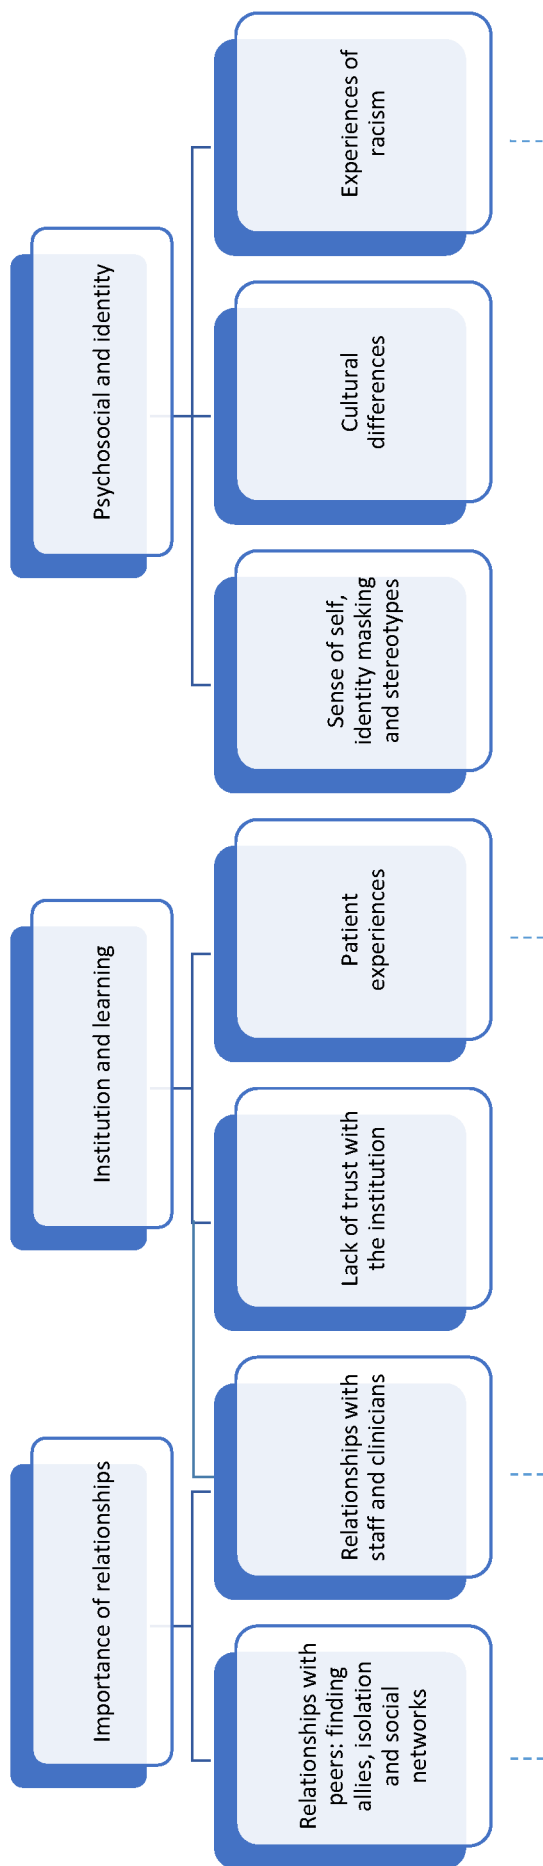 Importance of relationships
Institution and learning
Psychosocial and identity
Relationships with
peers: finding
allies, isolation
and social
networks
Relationships with
staff and clinicians
Lack of trust with
the institution
Patient
experiences
Sense of self,
identity masking
and stereotypes
Cultural
differences
Experiences of
racism